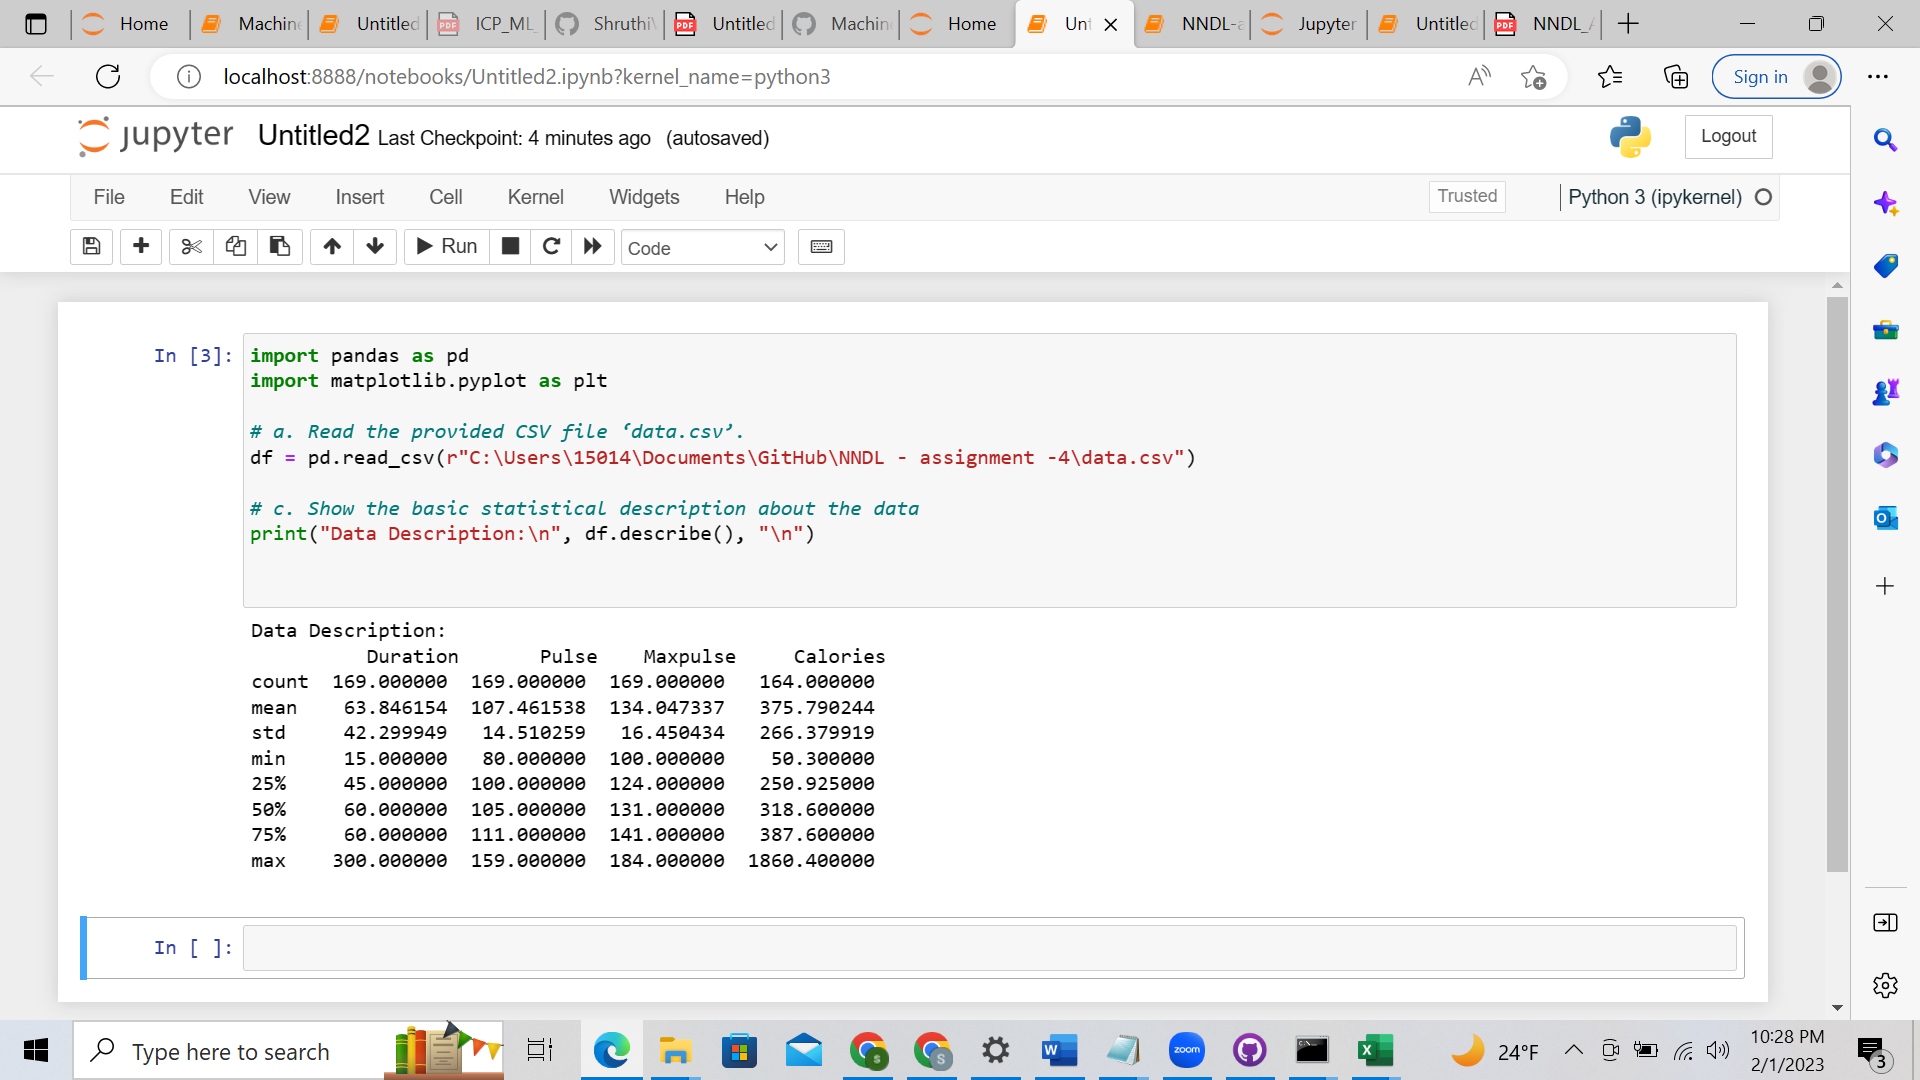 Home Machine Untitled ICP_ML_ Shruthi Untitled Machin Home Unt NNDL-a Jupyter Untitled NNDL_A
localhost:8888/notebooks/Untitled2.ipynb?kernel_name=python3 Sign in
jupyter Untitled2 Last Checkpoint: 4 minutes ago (autosaved) Logout
File Edit View Insert Cell Kernel Widgets Help Trusted Python 3 (ipykernel)
Run Code
In [3]: import pandas as pd
import matplotlib.pyplot as plt
# a. Read the provided CSV file ‘data.csv’.
df = pd.read_csv(r"C:\Users\15014\Documents\GitHub\NNDL - assignment -4\data.csv")
# c. Show the basic statistical description about the data
print("Data Description:\n", df.describe(), "\n")
Data Description:
Duration Pulse Maxpulse Calories
count 169.000000 169.000000 169.000000 164.000000
mean 63.846154 107.461538 134.047337 375.790244
std 42.299949 14.510259 16.450434 266.379919
min 15.000000 80.000000 100.000000 50.300000
25% 45.000000 100.000000 124.000000 250.925000
50% 60.000000 105.000000 131.000000 318.600000
75% 60.000000 111.000000 141.000000 387.600000
max 300.000000 159.000000 184.000000 1860.400000
In [ ]:
Type here to search zoom 24°F 10:28 PM
2/1/2023 3